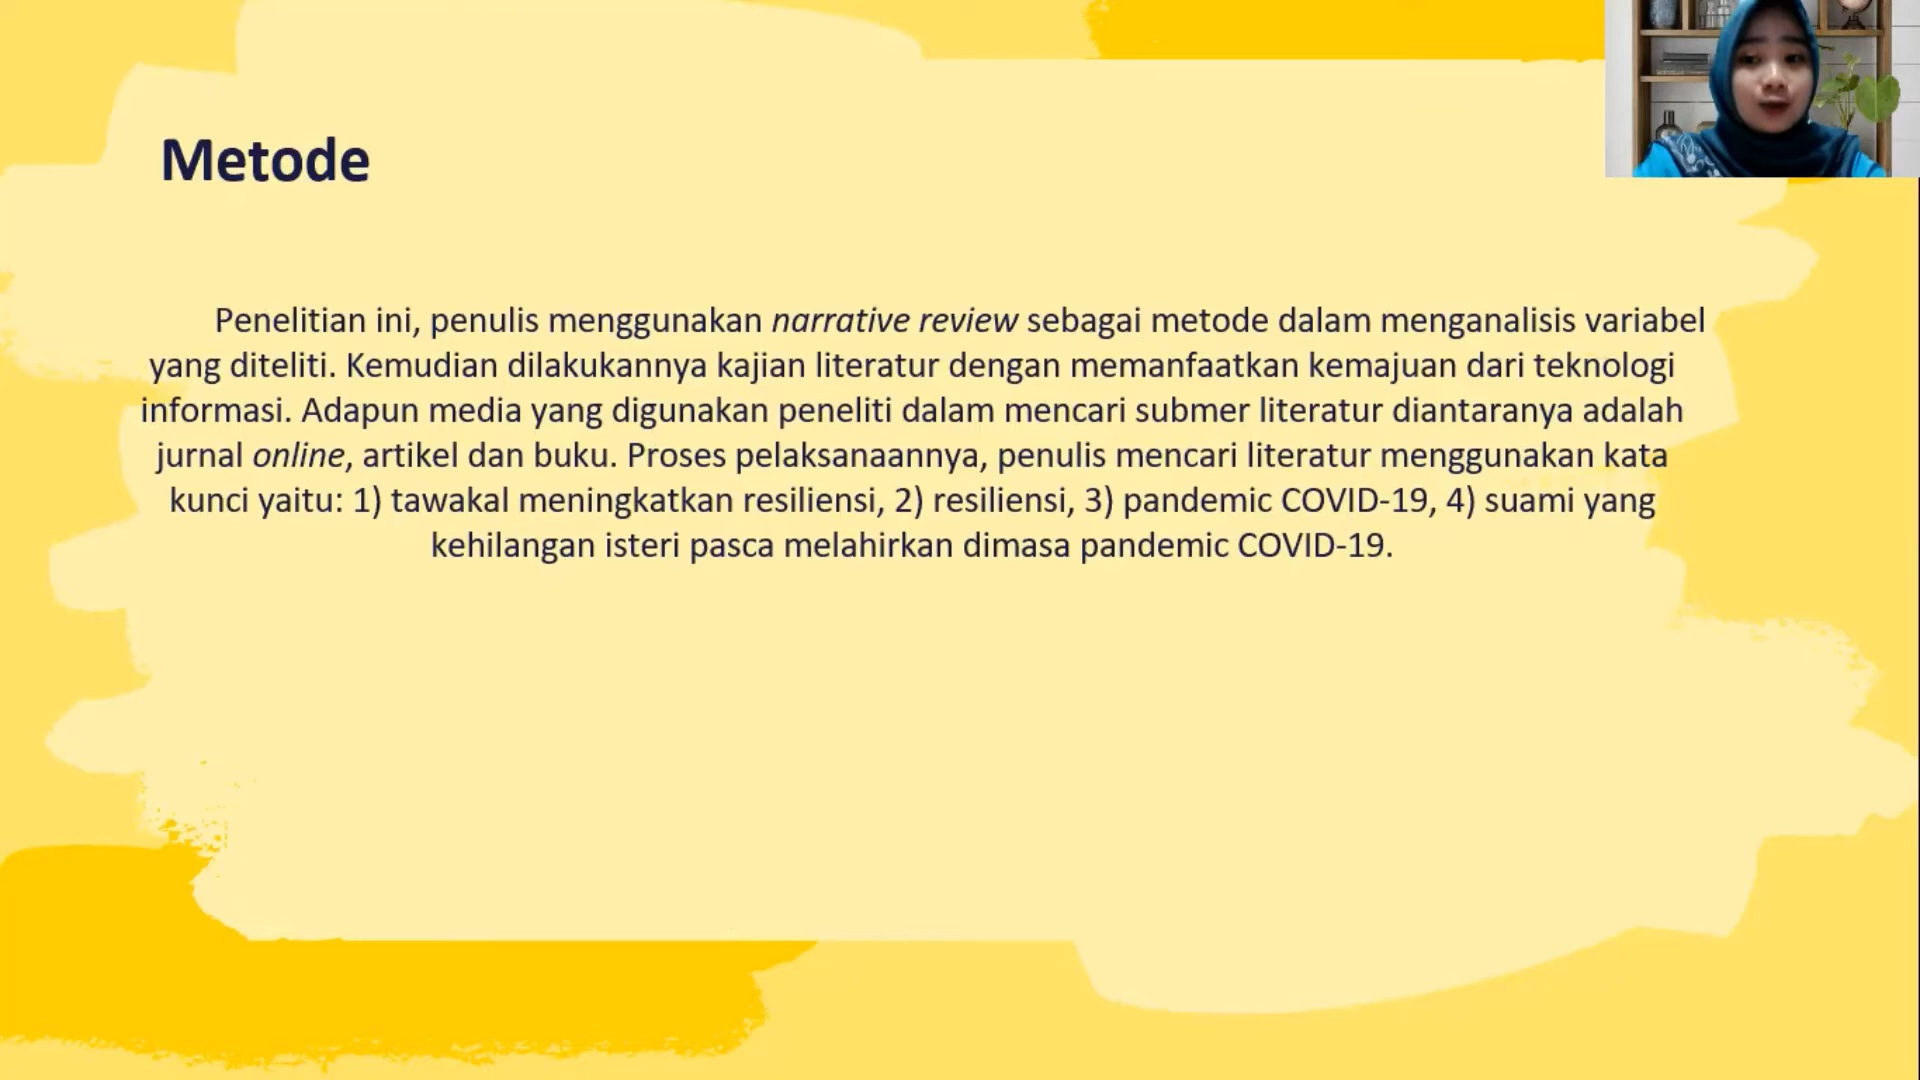 Metode
Penelitian ini, penulis menggunakan narrative review sebagai metode dalam menganalisis variabel
yang diteliti. Kemudian dilakukannya kajian literatur dengan memanfaatkan kemajuan dari teknologi
informasi. Adapun media yang digunakan peneliti dalam mencari submer literatur diantaranya adalah
jurnal online, artikel dan buku. Proses pelaksanaannya, penulis mencari literatur menggunakan kata
kunci yaitu: 1) tawakal meningkatkan resiliensi, 2) resiliensi, 3) pandemic COVID-19, 4) suami yang
kehilangan isteri pasca melahirkan dimasa pandemic COVID-19.